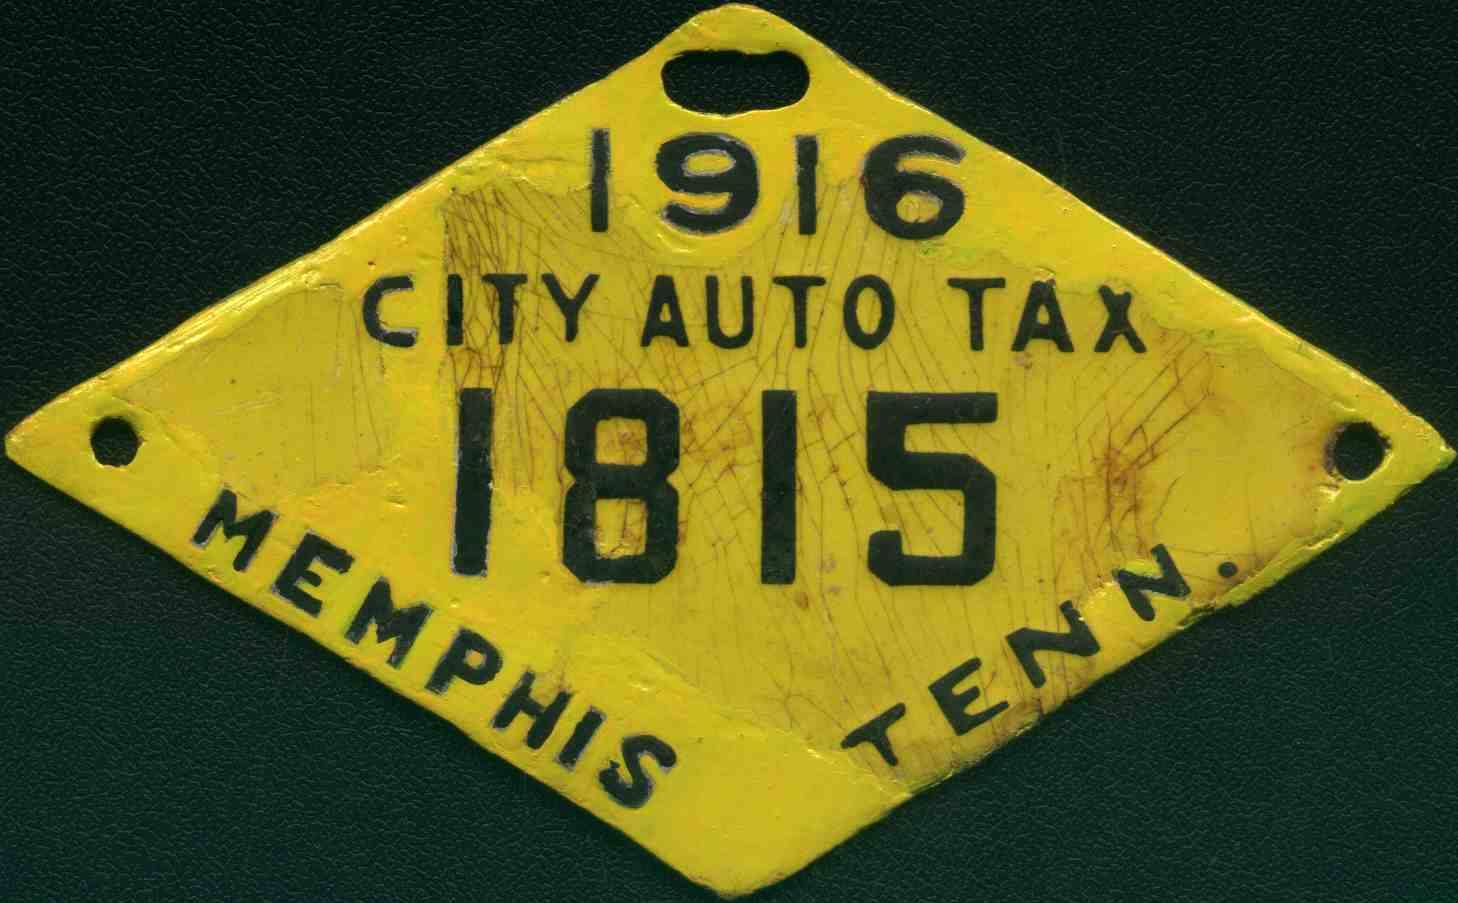 1916
CITY AUTO TAX
1815
MEMPHIS TENN.